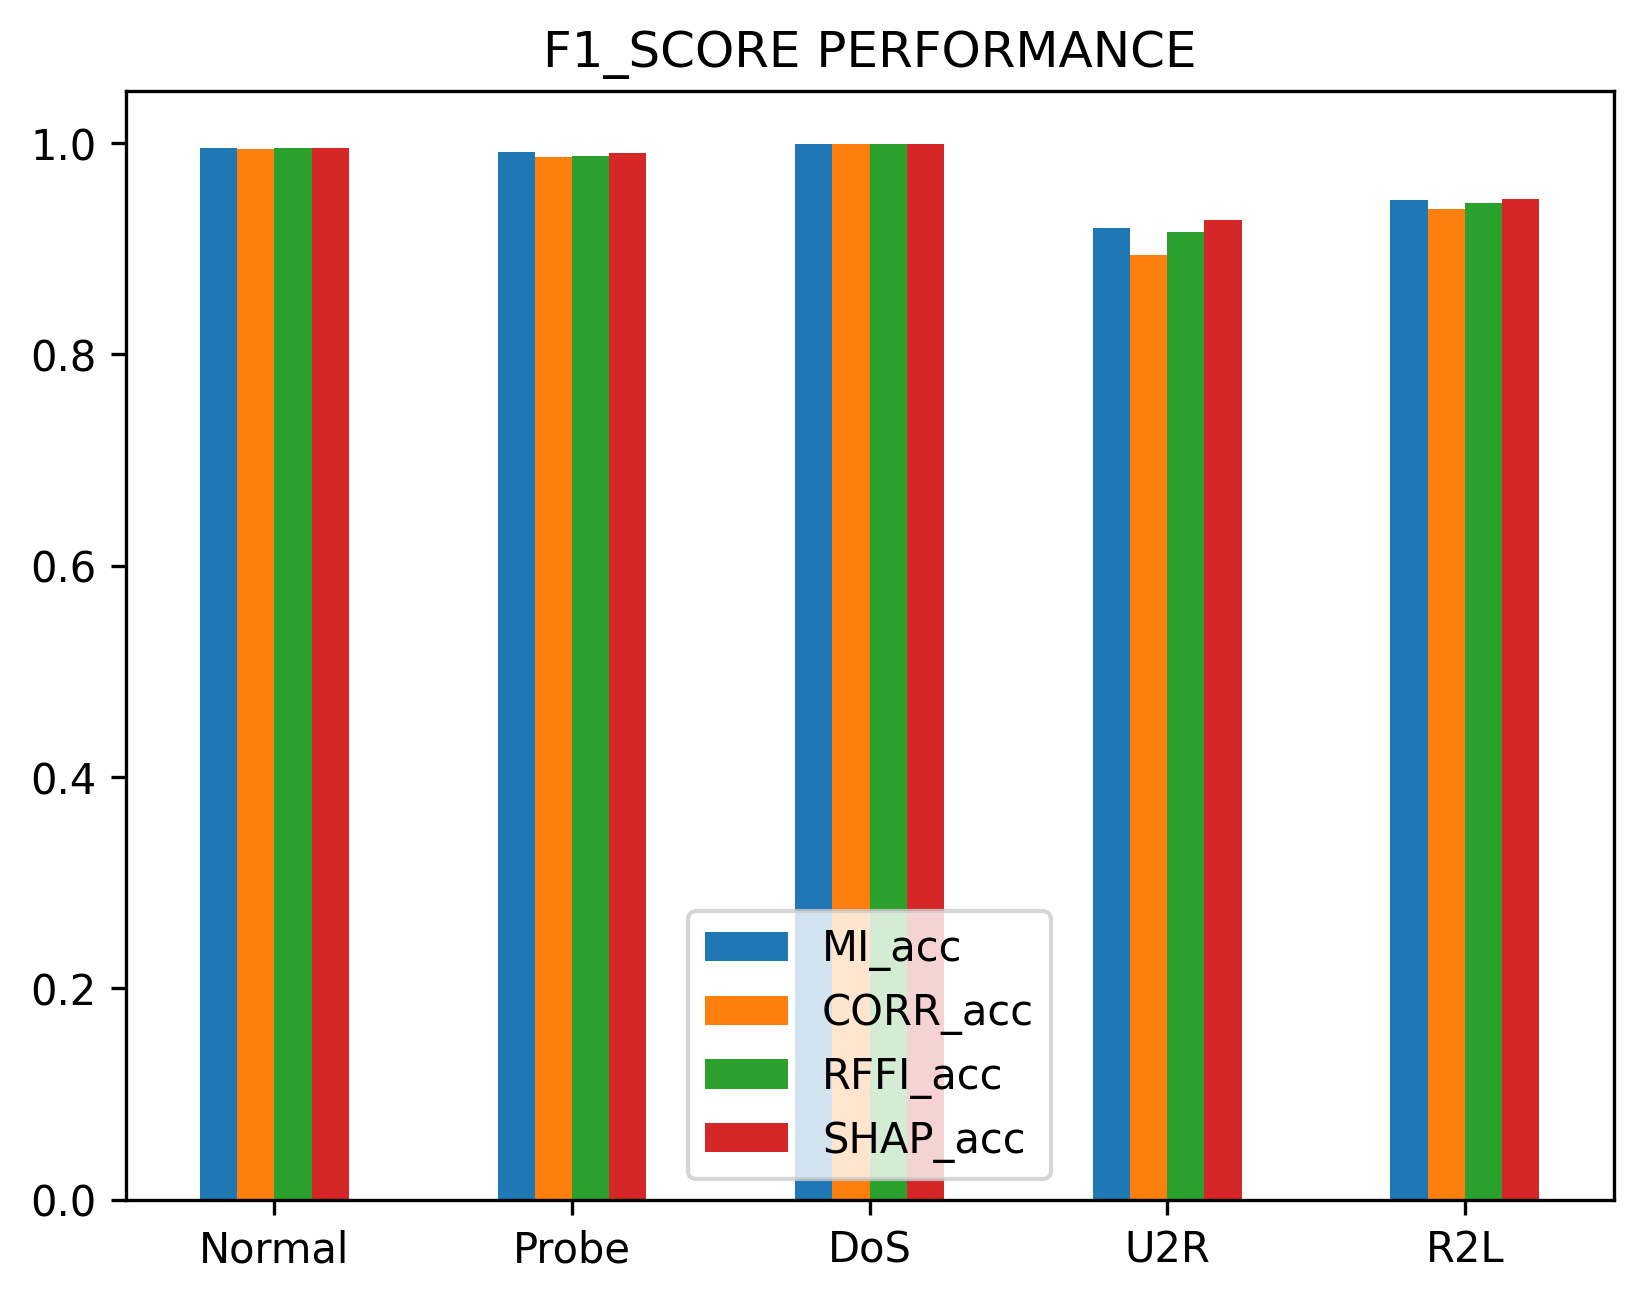 F1_SCORE PERFORMANCE
1.0
0.8
0.6
0.4
0.2
0.0
MI_acc
CORR_acc
RFFI_acc
SHAP_acc
Normal Probe DoS U2R R2L